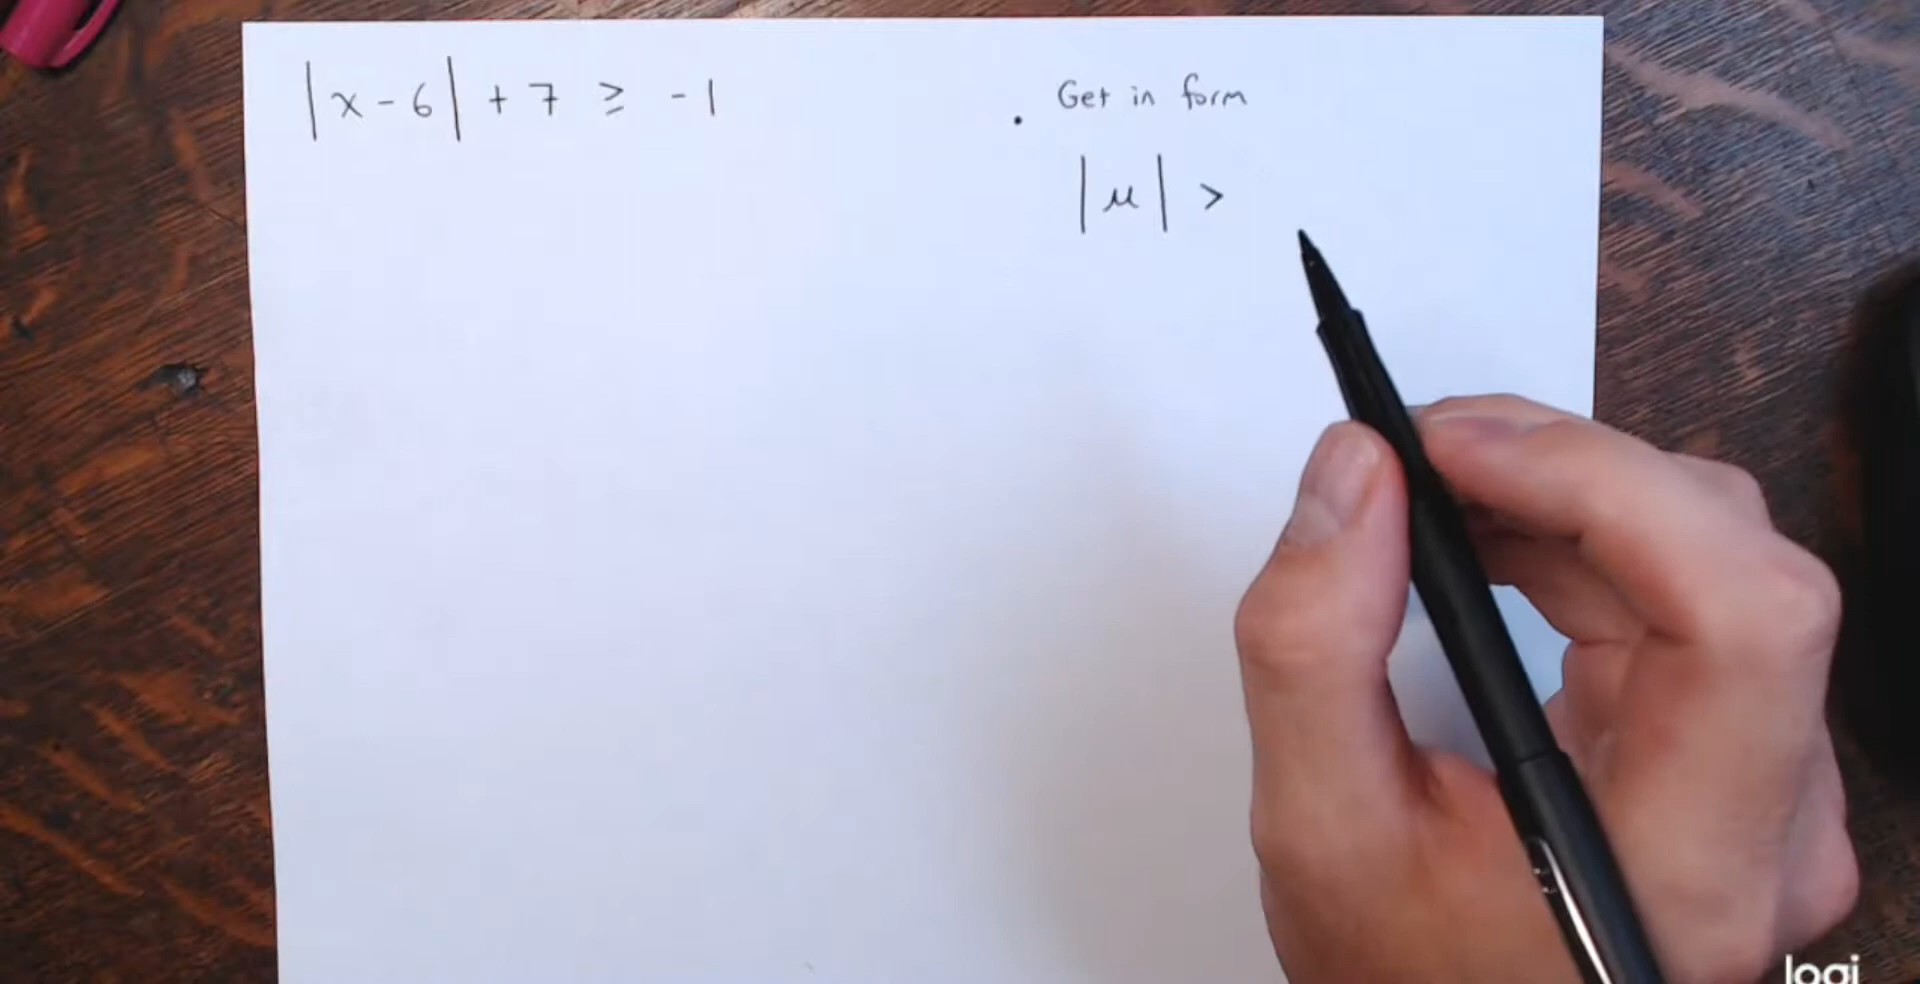 |x - 6| + 7 ≥ -1
. Get in form
|u| >
logi